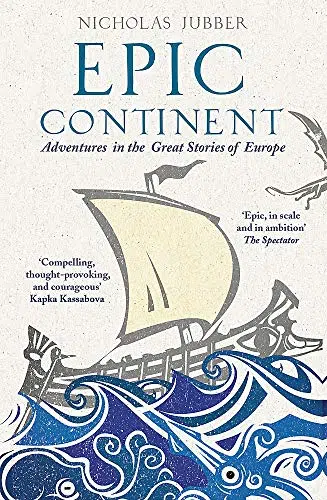 NICHOLAS JUBBER
EPIC
CONTINENT
Adventures in the Great Stories of Europe
‘Epic, in scale
and in ambition’
The Spectator
‘Compelling,
thought-provoking,
and courageous’
Kapka Kassabova